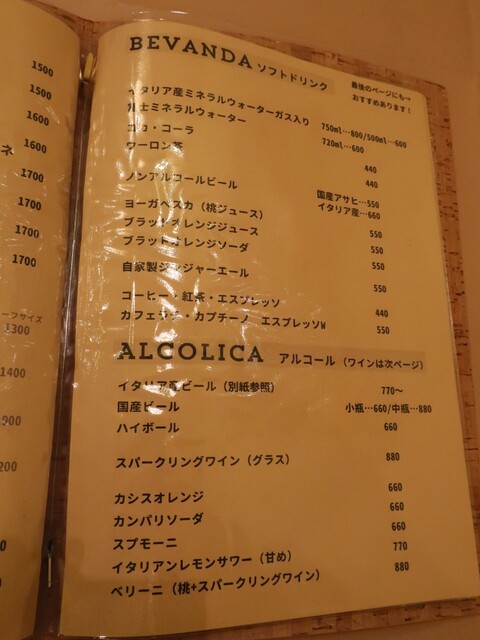 1500
1500
1600
1600
ネ
1700
1700
1700
1700
ーフサイズ
1300
1400
900
200
0
0
BEVANDA ソフトドリンク
最後のページにも→
おすすめあります!
イタリア産ミネラルウォーターガス入り 750ml…800/500ml…600
富士ミネラルウォーター 720ml…600
コカ・コーラ 440
ウーロン茶 440
ノンアルコールビール 国産アサヒ…550
イタリア産…660
ヨーガペスカ(桃ジュース) 550
ブラッドオレンジジュース 550
ブラッドオレンジソーダ 550
自家製ジンジャーエール 550
コーヒー・紅茶・エスプレッソ 440
カフェラテ・カプチーノ エスプレッソW 550
ALCOLICA アルコール (ワインは次ページ)
イタリア産ビール(別紙参照) 770~
国産ビール 小瓶…660/中瓶…880
ハイボール 660
スパークリングワイン(グラス) 880
カシスオレンジ 660
カンパリソーダ 660
スプモーニ 660
イタリアンレモンサワー(甘め) 770
ベリーニ(桃+スパークリングワイン) 880